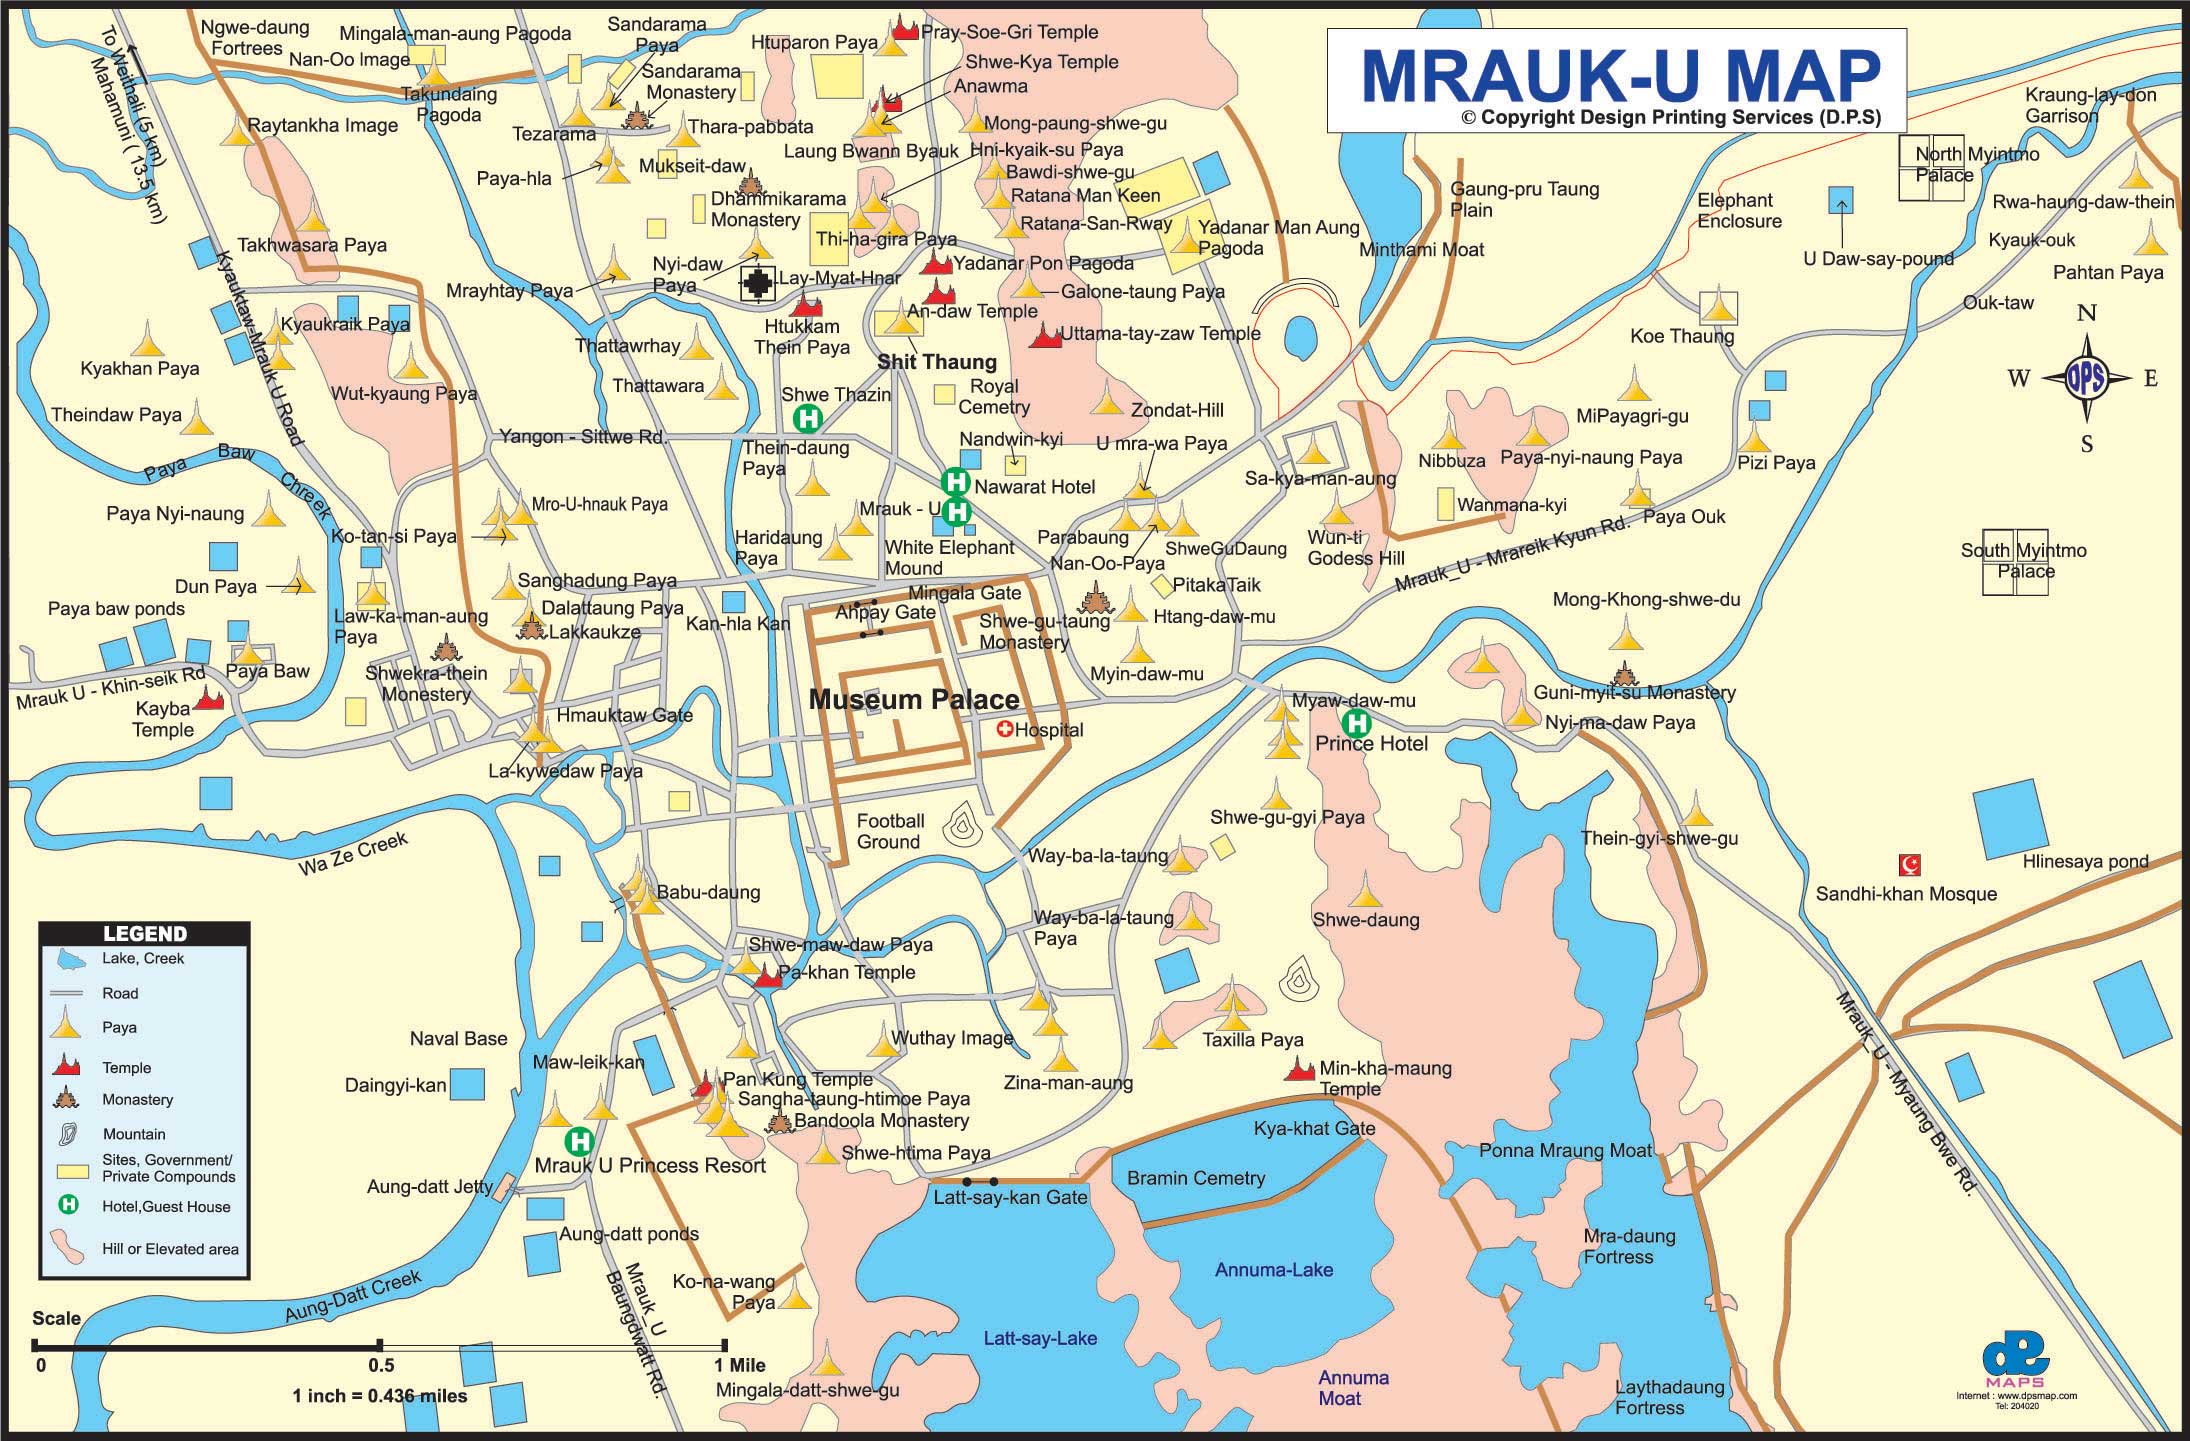 MRAUK-U MAP
© Copyright Design Printing Services (D.P.S)
To Weithali (5 km)
Mahamuni ( 13.5 km)
Ngwe-daung
Fortrees
Mingala-man-aung Pagoda
Nan-Oo Image
Takundaing
Pagoda
Sandarama
Paya
Sandarama
Monastery
Htuparon Paya
Pray-Soe-Gri Temple
Shwe-Kya Temple
Anawma
Raytankha Image
Tezarama
Thara-pabbata
Laung Bwann Byauk
Mong-paung-shwe-gu
Hni-kyaik-su Paya
Paya-hla
Mukseit-daw
Bawdi-shwe-gu
Dhammikarama
Monastery
Ratana Man Keen
Ratana-San-Rway
Thi-ha-gira Paya
Yadanar Man Aung
Pagoda
Gaung-pru Taung
Plain
Minthami Moat
Elephant
Enclosure
North Myintmo
Palace
U Daw-say-pound
Kraung-lay-don
Garrison
Rwa-haung-daw-thein
Kyauk-ouk
Pahtan Paya
Ouk-taw
Takhwasara Paya
Kyauktaw-Mrauk U Road
Mrayhtay Paya
Nyi-daw
Paya
Lay-Myat-Hnar
Yadanar Pon Pagoda
Galone-taung Paya
An-daw Temple
Htukkam
Thein Paya
Uttama-tay-zaw Temple
Shit Thaung
Koe Thaung
N
W
DPS
E
S
Kyaukraik Paya
Kyakhan Paya
Wut-kyaung Paya
Thattawrhay
Thattawara
Shwe Thazin
H
Royal
Cemetry
Zondat-Hill
MiPayagri-gu
Theindaw Paya
Paya Baw Chreek
Yangon - Sittwe Rd.
Thein-daung
Paya
Nandwin-kyi
U mra-wa Paya
Sa-kya-man-aung
Nibbuza
Paya-nyi-naung Paya
Pizi Paya
H
Nawarat Hotel
Mrauk - U
H
Wanmana-kyi
Paya Ouk
Paya Nyi-naung
Mro-U-hnauk Paya
Ko-tan-si Paya
Haridaung
Paya
White Elephant
Mound
Parabaung
Nan-Oo-Paya
ShweGuDaung
Wun-ti
Godess Hill
Mrauk_U - Mrareik Kyun Rd.
South Myintmo
Palace
Dun Paya
Sanghadung Paya
Mingala Gate
PitakaTaik
Mong-Khong-shwe-du
Paya baw ponds
Law-ka-man-aung
Paya
Dalattaung Paya
Lakkaukze
Kan-hla Kan
Ahpay Gate
Shwe-gu-taung
Monastery
Htang-daw-mu
Myin-daw-mu
Mrauk U - Khin-seik Rd
Paya Baw
Shwekra-thein
Monestery
Kayba
Temple
Hmauktaw Gate
La-kywedaw Paya
Museum Palace
Hospital
Myaw-daw-mu
H
Prince Hotel
Guni-myit-su Monastery
Nyi-ma-daw Paya
Wa Ze Creek
Football
Ground
Shwe-gu-gyi Paya
Way-ba-la-taung
Thein-gyi-shwe-gu
Sandhi-khan Mosque
Hlinesaya pond
Babu-daung
Way-ba-la-taung
Paya
Shwe-daung
Shwe-maw-daw Paya
Pa-khan Temple
LEGEND
Lake, Creek
Road
Paya
Temple
Monastery
Mountain
Sites, Government/
Private Compounds
H
Hotel,Guest House
Hill or Elevated area
Naval Base
Maw-leik-kan
Daingyi-kan
Wuthay Image
Zina-man-aung
Taxilla Paya
Min-kha-maung
Temple
Pan Kung Temple
Sangha-taung-htimoe Paya
Bandoola Monastery
H
Mrauk U Princess Resort
Shwe-htima Paya
Kya-khat Gate
Ponna Mraung Moat
Mrauk_U - Myaung Bwe Rd.
Aung-datt Jetty
Latt-say-kan Gate
Bramin Cemetry
Aung-datt ponds
Mra-daung
Fortress
Annuma-Lake
Aung-Datt Creek
Mrauk_U
Baungdwatt Rd.
Ko-na-wang
Paya
Latt-say-Lake
Scale
0
0.5
1 Mile
1 inch = 0.436 miles
Mingala-datt-shwe-gu
Annuma
Moat
Laythadaung
Fortress
MAPS
Internet : www.dpsmap.com
Tel: 204020